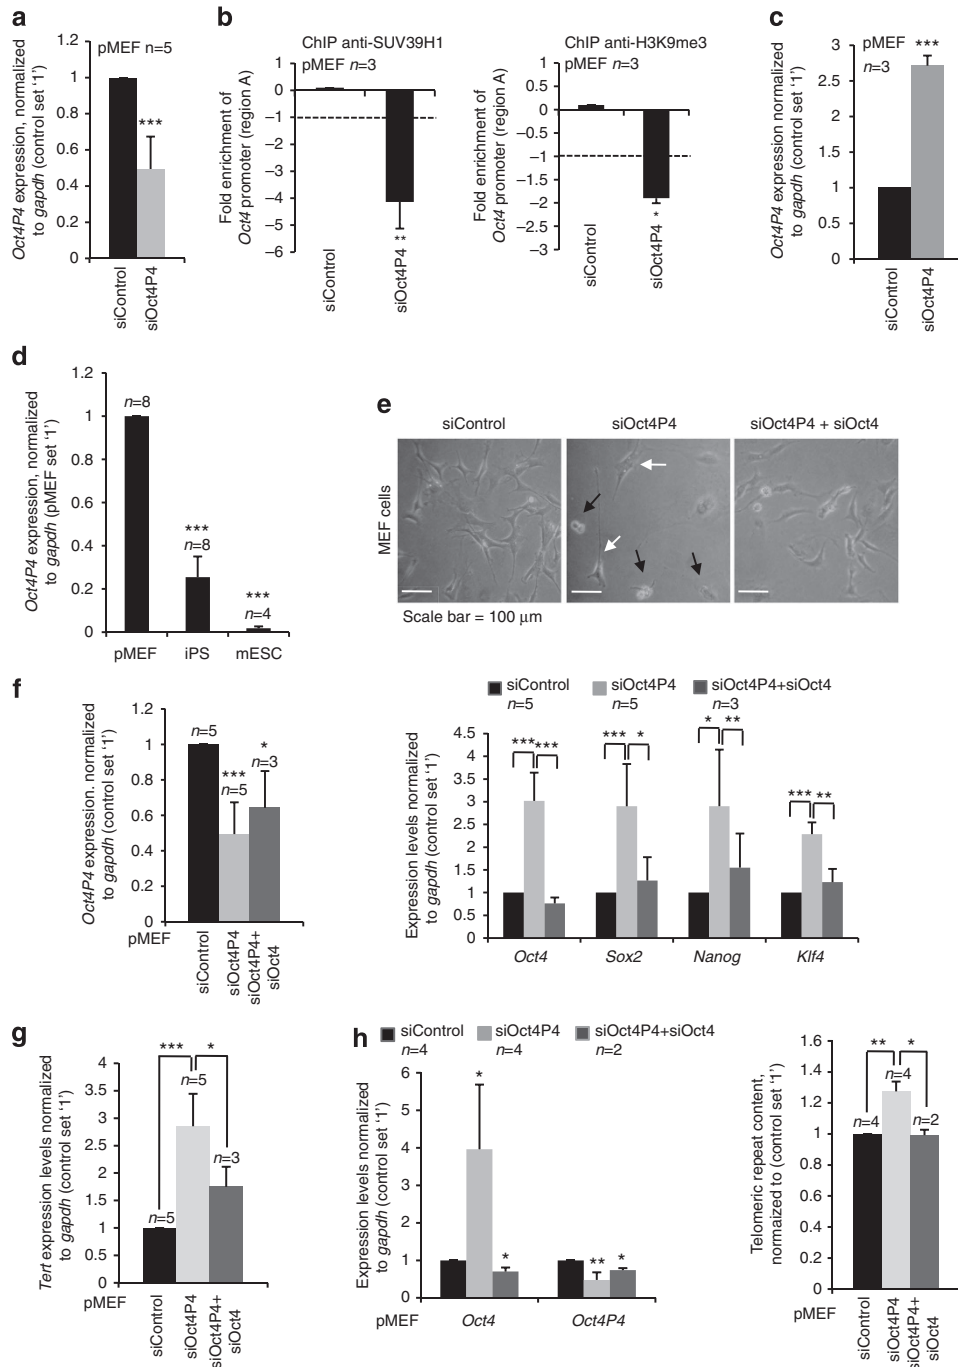 a
Oct4P4 expression, normalized
to gapdh (control set ‘1’)
pMEF n=5
1.2
1
0.8
0.6
0.4
0.2
0
***
siControl
siOct4P4
b
ChIP anti-SUV39H1
pMEF n=3
Fold enrichment of
Oct4 promoter (region A)
1
0
–1
–2
–3
–4
–5
–6
**
siControl
siOct4P4
ChIP anti-H3K9me3
pMEF n=3
Fold enrichment of
Oct4 promoter (region A)
1
0.5
0
–0.5
–1
–1.5
–2
–2.5
–3
*
siControl
siOct4P4
c
Oct4P4 expression normalized
to gapdh (control set ‘1’)
pMEF
n=3
3
2.5
2
1.5
1
0.5
0
***
siControl
siOct4P4
d
Oct4P4 expression, normalized
to gapdh (pMEF set ‘1’)
1.2
1
0.8
0.6
0.4
0.2
0
n=8
***
n=8
***
n=4
pMEF iPS mESC
e
siControl siOct4P4 siOct4P4 + siOct4
MEF cells
Scale bar = 100 μm
f
Oct4P4 expression. normalized
to gapdh (control set ‘1’)
1.2
1
0.8
0.6
0.4
0.2
0
n=5
***
n=5
*
n=3
pMEF
siControl
siOct4P4
siOct4P4+
siOct4
siControl siOct4P4 siOct4P4+siOct4
n=5 n=5 n=3
Expression levels normalized
to gapdh (control set ‘1’)
4.5
4
3.5
3
2.5
2
1.5
1
0.5
0
*** ***
*** *
* **
*** **
Oct4 Sox2 Nanog Klf4
g
Tert expression levels normalized
to gapdh (control set ‘1’)
4
3.5
3
2.5
2
1.5
1
0.5
0
*** *
n=5
n=5
n=3
pMEF
siControl
siOct4P4
siOct4P4+
siOct4
h
siControl siOct4P4 siOct4P4+siOct4
n=4 n=4 n=2
Expression levels normalized
to gapdh (control set ‘1’)
6
5
4
3
2
1
0
*
*
**
*
pMEF Oct4 Oct4P4
Telomeric repeat content,
normalized to (control set ‘1’)
1.6
1.4
1.2
1
0.8
0.6
0.4
0.2
0
** *
n=4
n=4
n=2
pMEF
siControl
siOct4P4
siOct4P4+
siOct4